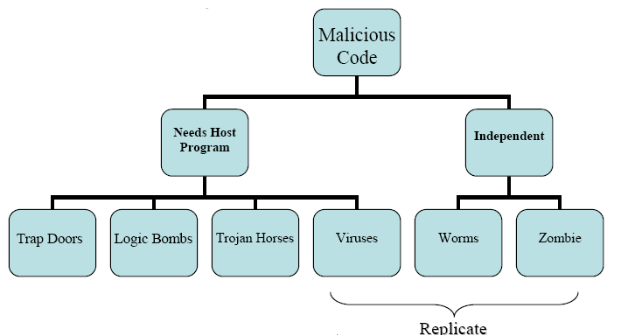 Malicious
Code
Needs Host
Program
Independent
Trap Doors
Logic Bombs
Trojan Horses
Viruses
Worms
Zombie
Replicate